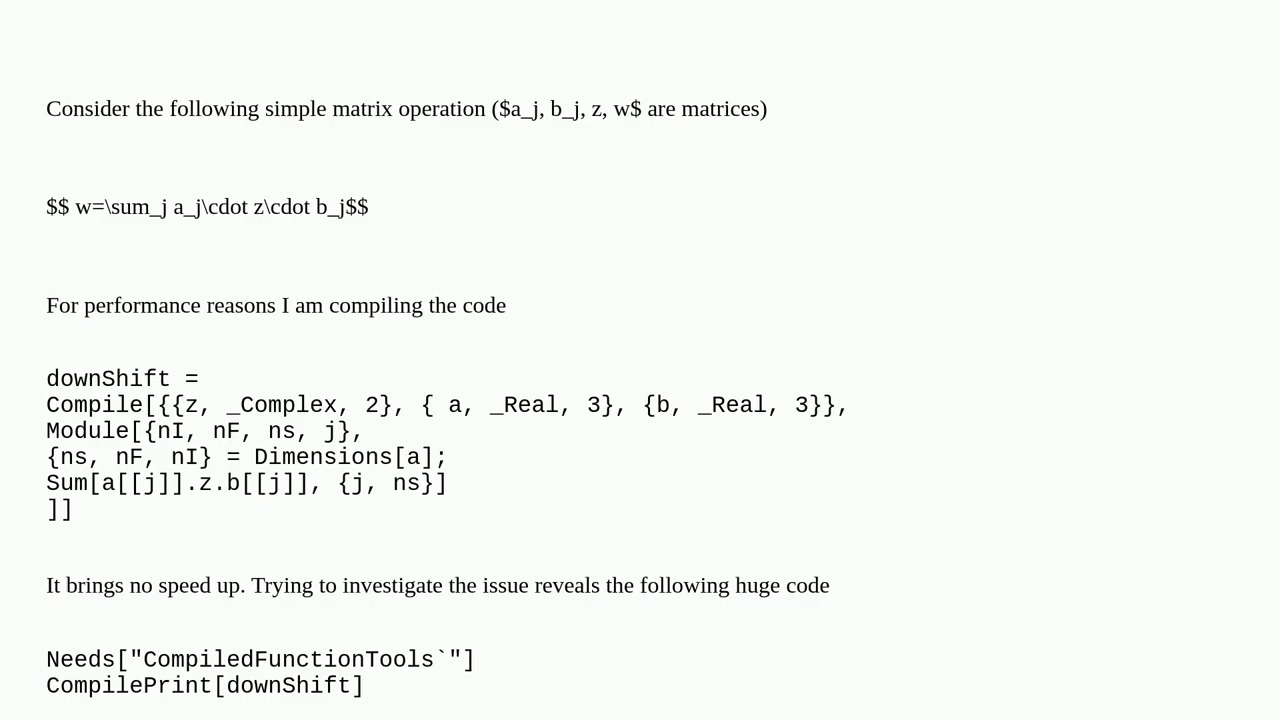 Consider the following simple matrix operation ($a_j, b_j, z, w$ are matrices)
$$ w=\sum_j a_j\cdot z\cdot b_j$$
For performance reasons I am compiling the code
downShift =
Compile[{{z, _Complex, 2}, { a, _Real, 3}, {b, _Real, 3}},
Module[{nI, nF, ns, j},
{ns, nF, nI} = Dimensions[a];
Sum[a[[j]].z.b[[j]], {j, ns}]
]]
It brings no speed up. Trying to investigate the issue reveals the following huge code
Needs["CompiledFunctionTools`"]
CompilePrint[downShift]